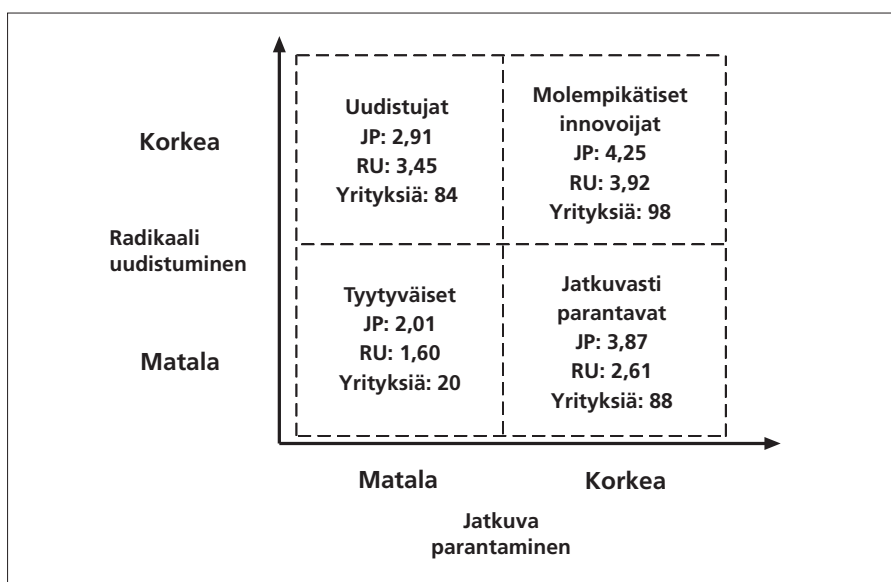 Korkea
Radikaali
uudistuminen
Matala
Uudistujat
JP: 2,91
RU: 3,45
Yrityksiä: 84
Molempikätiset
innovoijat
JP: 4,25
RU: 3,92
Yrityksiä: 98
Tyytyväiset
JP: 2,01
RU: 1,60
Yrityksiä: 20
Jatkuvasti
parantavat
JP: 3,87
RU: 2,61
Yrityksiä: 88
Matala
Korkea
Jatkuva
parantaminen